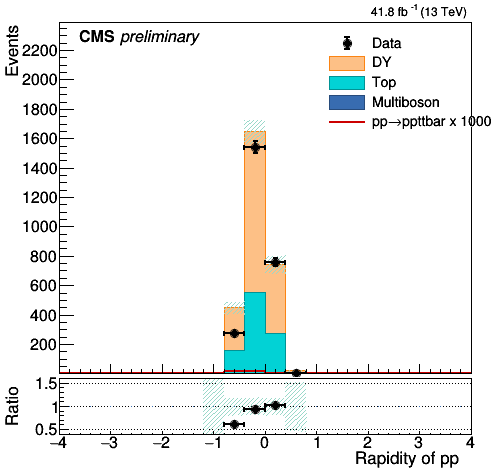 41.8 fb⁻¹ (13 TeV)
CMS preliminary
Events
2200
2000
1800
1600
1400
1200
1000
800
600
400
200
Data
DY
Top
Multiboson
pp→ppttbar x 1000
Ratio
1.5
1
0.5
−4 −3 −2 −1 0 1 2 3 4
Rapidity of pp